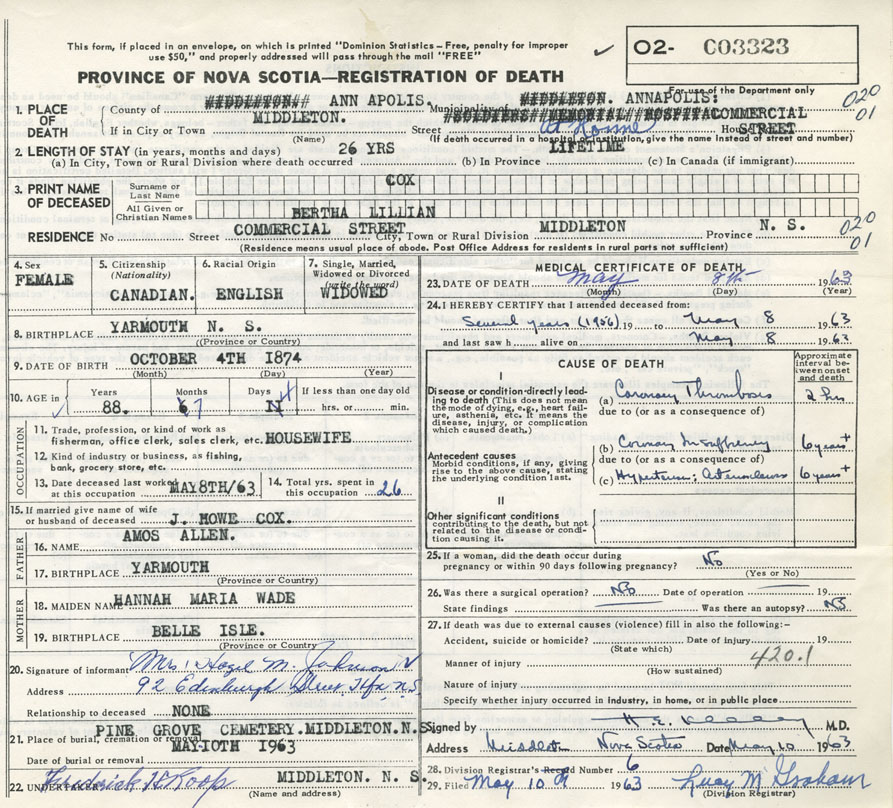 This form, if placed in an envelope, on which is printed "Dominion Statistics - Free, penalty for improper
use $50," and properly addressed will pass through the mail "FREE"
✓
O2- C03323
PROVINCE OF NOVA SCOTIA—REGISTRATION OF DEATH
For use of the Department only
1. PLACE OF DEATH
County of MIDDLETON. ANN APOLIS. Municipality of MIDDLETON. ANNAPOLIS: 020
If in City or Town MIDDLETON. Street SOLDIERS MEMORIAL HOSPITAL At Home COMMERCIAL STREET 01
(Name) (If death occurred in a hospital or institution, give the name instead of street and number)
2. LENGTH OF STAY (in years, months and days) 26 YRS LIFETIME
(a) In City, Town or Rural Division where death occurred (b) In Province (c) In Canada (if immigrant)
3. PRINT NAME OF DECEASED
Surname or Last Name COX
All Given or Christian Names BERTHA LILLIAN
RESIDENCE No Street COMMERCIAL STREET City, Town or Rural Division MIDDLETON Province N. S. 020
(Residence means usual place of abode. Post Office Address for residents in rural parts not sufficient) 01
4. Sex FEMALE
5. Citizenship (Nationality) CANADIAN.
6. Racial Origin ENGLISH
7. Single, Married, Widowed or Divorced (write the word) WIDOWED
8. BIRTHPLACE YARMOUTH N. S.
(Province or Country)
9. DATE OF BIRTH OCTOBER 4TH 1874
(Month) (Day) (Year)
10. AGE in Years 88. Months 7 Days If less than one day old hrs. or min.
OCCUPATION
11. Trade, profession, or kind of work as fisherman, office clerk, sales clerk, etc. HOUSEWIFE
12. Kind of industry or business, as fishing, bank, grocery store, etc.
13. Date deceased last worked at this occupation MAY8TH/63
14. Total yrs. spent in this occupation 26
15. If married give name of wife or husband of deceased J. HOWE COX.
FATHER
16. NAME AMOS ALLEN.
17. BIRTHPLACE YARMOUTH
(Province or Country)
MOTHER
18. MAIDEN NAME HANNAH MARIA WADE
19. BIRTHPLACE BELLE ISLE.
(Province or Country)
20. Signature of informant Mrs Hazel M. Johnson
Address 92 Edinburgh Street Hfx N S
Relationship to deceased NONE
21. Place of burial, cremation or removal PINE GROVE CEMETERY.MIDDLETON.N.S
Date of burial or removal MAY-10TH 1963
22. UNDERTAKER Frederick H Roop MIDDLETON. N. S.
(Name and address)
MEDICAL CERTIFICATE OF DEATH
23. DATE OF DEATH May 8th 1963
(Month) (Day) (Year)
24. I HEREBY CERTIFY that I attended deceased from:
Several years (1956) 19 to May 8 1963
and last saw h alive on May 8 1963
CAUSE OF DEATH
Approximate interval between onset and death
I
Disease or condition-directly leading to death (This does not mean the mode of dying, e.g., heart failure, asthenia, etc. It means the disease, injury, or complication which caused death.)
(a) Coronary Thrombosis 2 hrs
due to (or as a consequence of)
Antecedent causes
Morbid conditions, if any, giving rise to the above cause, stating the underlying condition last.
(b) Coronary Insufficiency 6 years +
due to (or as a consequence of)
(c) 6 years +
II
Other significant conditions
contributing to the death, but not related to the disease or condition causing it.
25. If a woman, did the death occur during pregnancy or within 90 days following pregnancy? No
(Yes or No)
26. Was there a surgical operation? No Date of operation 19
State findings Was there an autopsy? No
27. If death was due to external causes (violence) fill in also the following:-
Accident, suicide or homicide? Date of injury 19
(State which)
Manner of injury 420.1
(How sustained)
Nature of injury
Specify whether injury occurred in Industry, in home, or in public place
Signed by M.D.
Address Middleton Nova Scotia Date May 10 1963
28. Division Registrar's Record Number 6
29. Filed May 10 th 1963 Lucy M Graham
(Division Registrar)